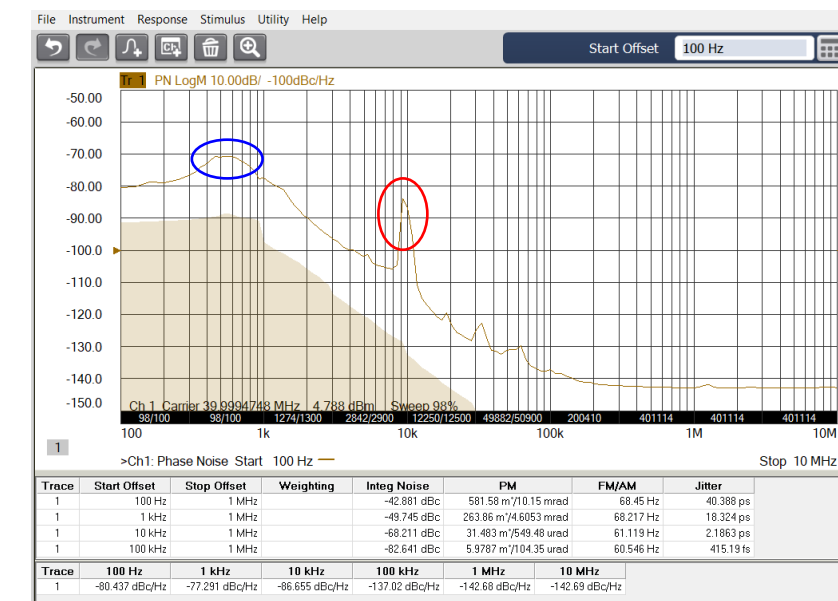 File Instrument Response Stimulus Utility Help
Start Offset 100 Hz
Tr 1 PN LogM 10.00dB/ -100dBc/Hz
-50.00
-60.00
-70.00
-80.00
-90.00
-100.0
-110.0
-120.0
-130.0
-140.0
-150.0
Ch 1 Carrier 39.9994748 MHz 4.788 dBm Sweep 98%
98/100 98/100 1274/1300 2842/2900 12250/12500 49882/50900 200410 401114 401114 401114
100 1k 10k 100k 1M 10M
1
>Ch1: Phase Noise Start 100 Hz Stop 10 MHz
Trace Start Offset Stop Offset Weighting Integ Noise PM FM/AM Jitter
1 100 Hz 1 MHz -42.881 dBc 581.58 m°/10.15 mrad 68.45 Hz 40.388 ps
1 1 kHz 1 MHz -49.745 dBc 263.86 m°/4.6053 mrad 68.217 Hz 18.324 ps
1 10 kHz 1 MHz -68.211 dBc 31.483 m°/549.48 urad 61.119 Hz 2.1863 ps
1 100 kHz 1 MHz -82.641 dBc 5.9787 m°/104.35 urad 60.546 Hz 415.19 fs
Trace 100 Hz 1 kHz 10 kHz 100 kHz 1 MHz 10 MHz
1 -80.437 dBc/Hz -77.291 dBc/Hz -86.655 dBc/Hz -137.02 dBc/Hz -142.68 dBc/Hz -142.69 dBc/Hz